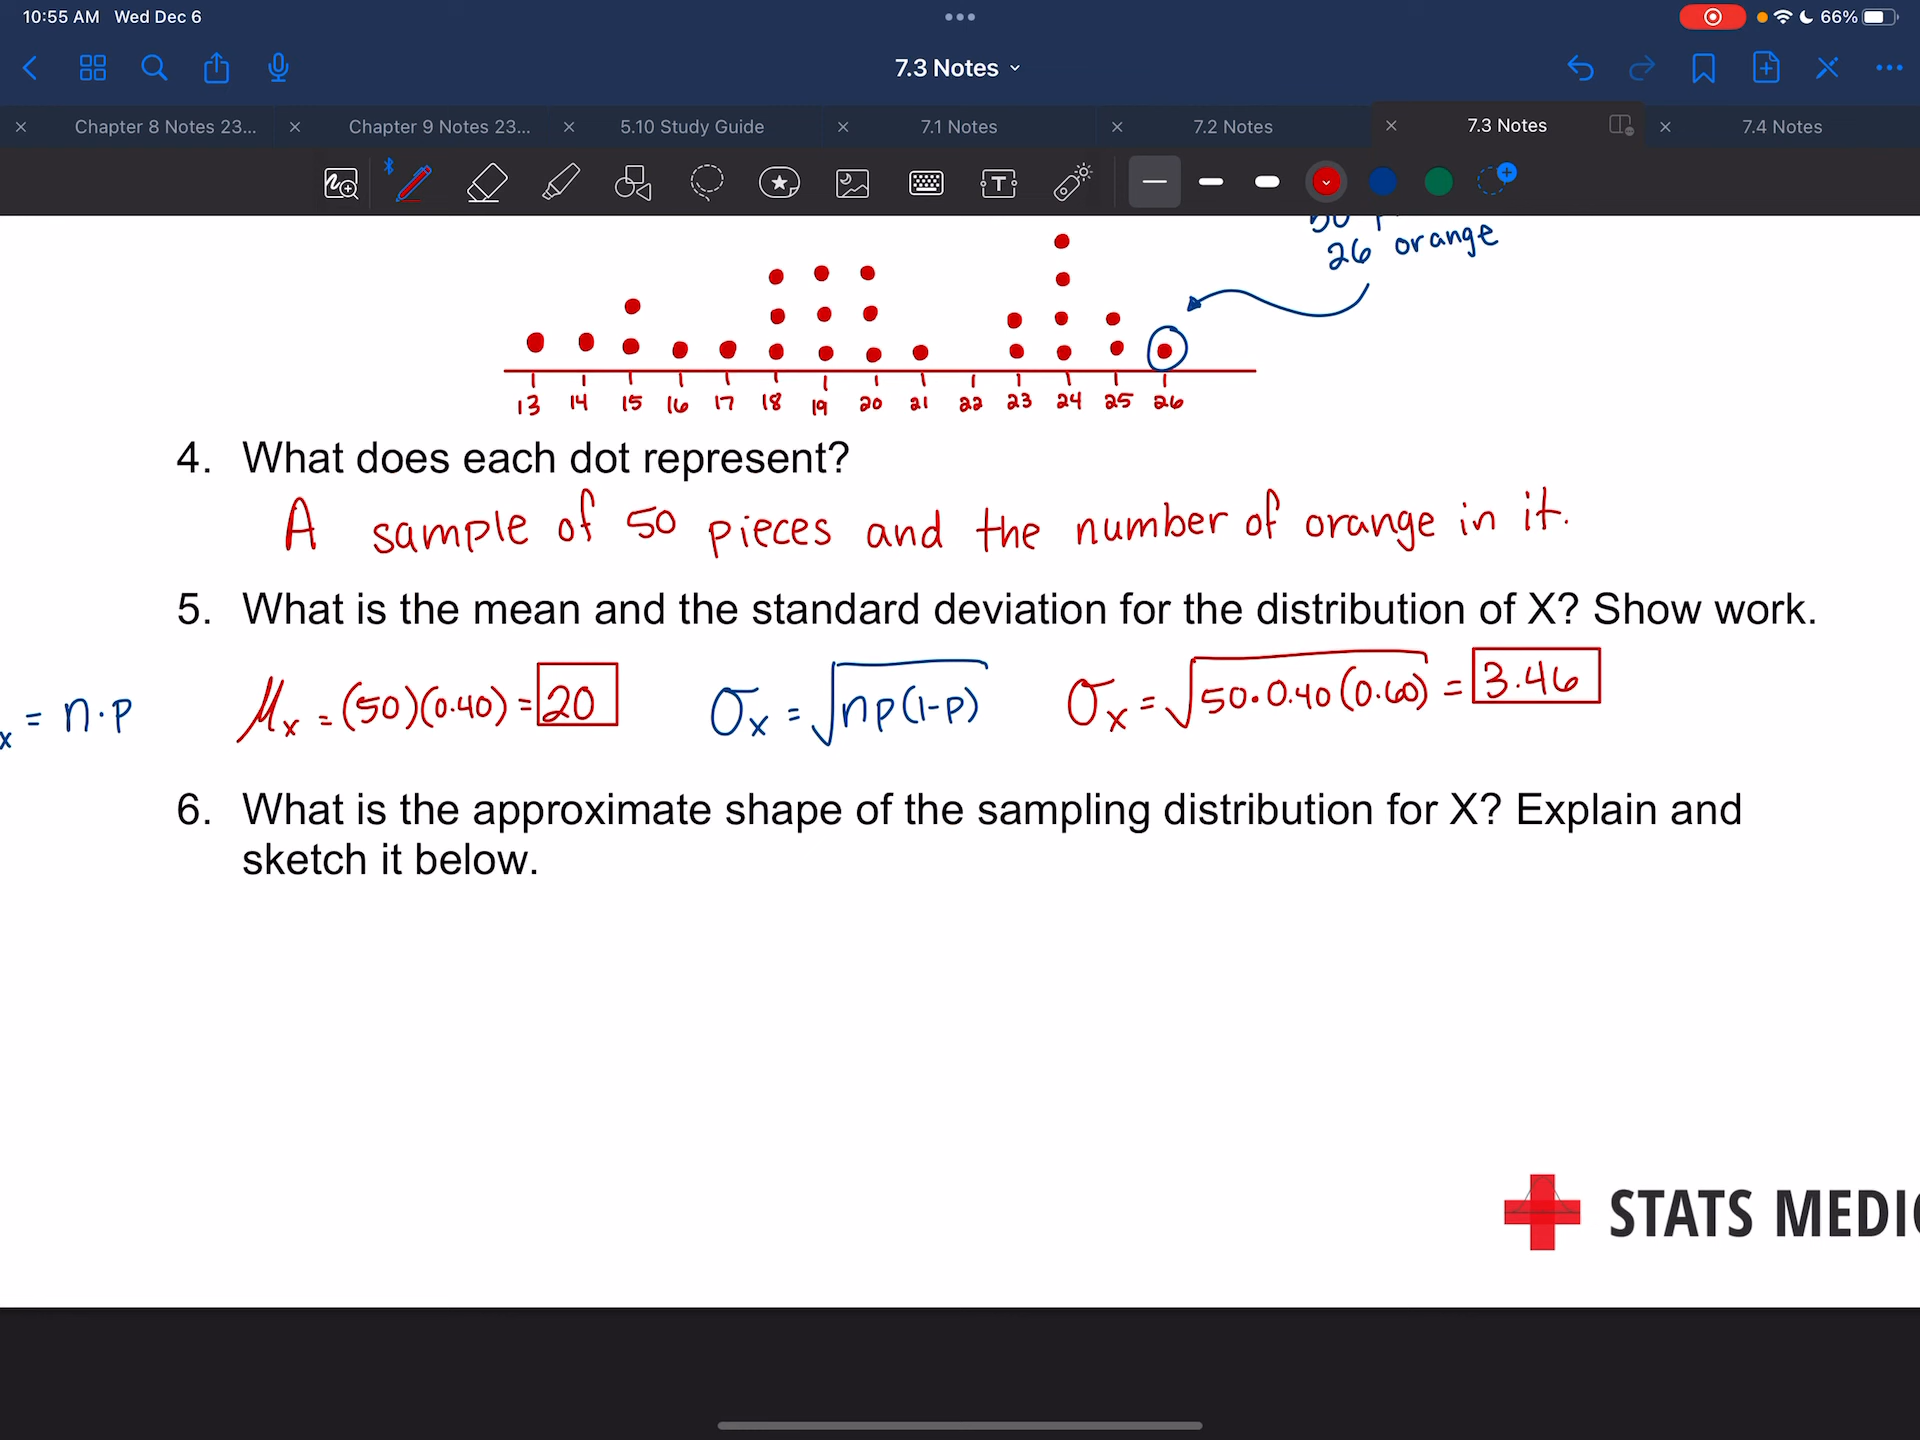 10:55 AM Wed Dec 6
66%
7.3 Notes
Chapter 8 Notes 23...
Chapter 9 Notes 23...
5.10 Study Guide
7.1 Notes
7.2 Notes
7.3 Notes
7.4 Notes
50
26 orange
13 14 15 16 17 18 19 20 21 22 23 24 25 26
4. What does each dot represent?
A sample of 50 pieces and the number of orange in it.
5. What is the mean and the standard deviation for the distribution of X? Show work.
x = n·p
μx = (50)(0.40) = 20
σx = √np(1-p)
σx = √50·0.40(0.60) = 3.46
6. What is the approximate shape of the sampling distribution for X? Explain and
sketch it below.
STATS MEDIC